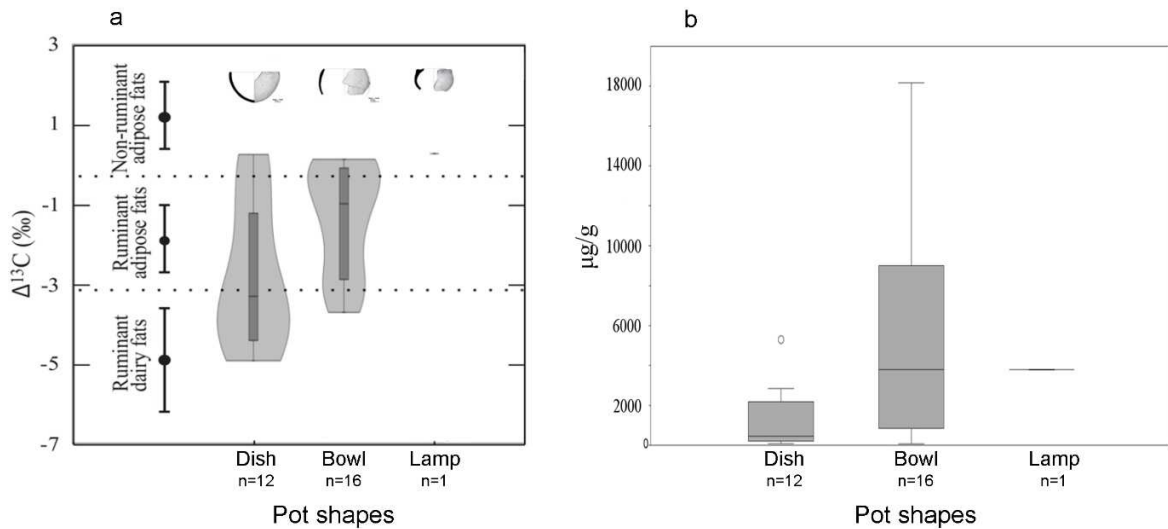 a
3
1
-1
-3
-5
-7
Δ¹³C (‰)
Non-ruminant
adipose fats
Ruminant
adipose fats
Ruminant
dairy fats
Dish
n=12
Bowl
n=16
Lamp
n=1
Pot shapes
b
18000
14000
10000
6000
2000
0
µg/g
Dish
n=12
Bowl
n=16
Lamp
n=1
Pot shapes